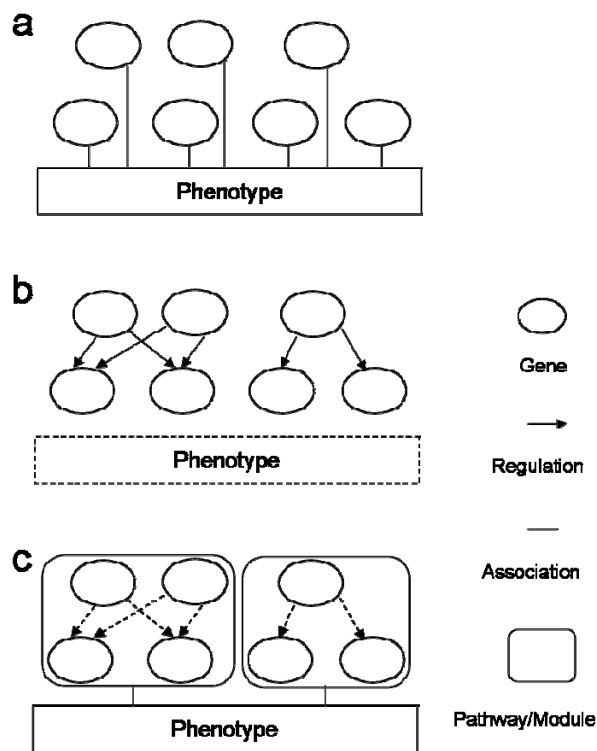 a
Phenotype
b
Phenotype
Gene
Regulation
c
Association
Phenotype
Pathway/Module